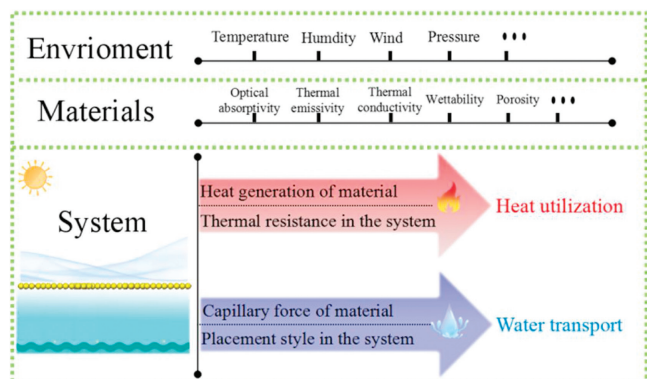 Envrioment
Temperature Humdity Wind Pressure
Materials
Optical absorptivity
Thermal emissivity
Thermal conductivity
Wettability
Porosity
System
Heat generation of material
Thermal resistance in the system
Heat utilization
Capillary force of material
Placement style in the system
Water transport